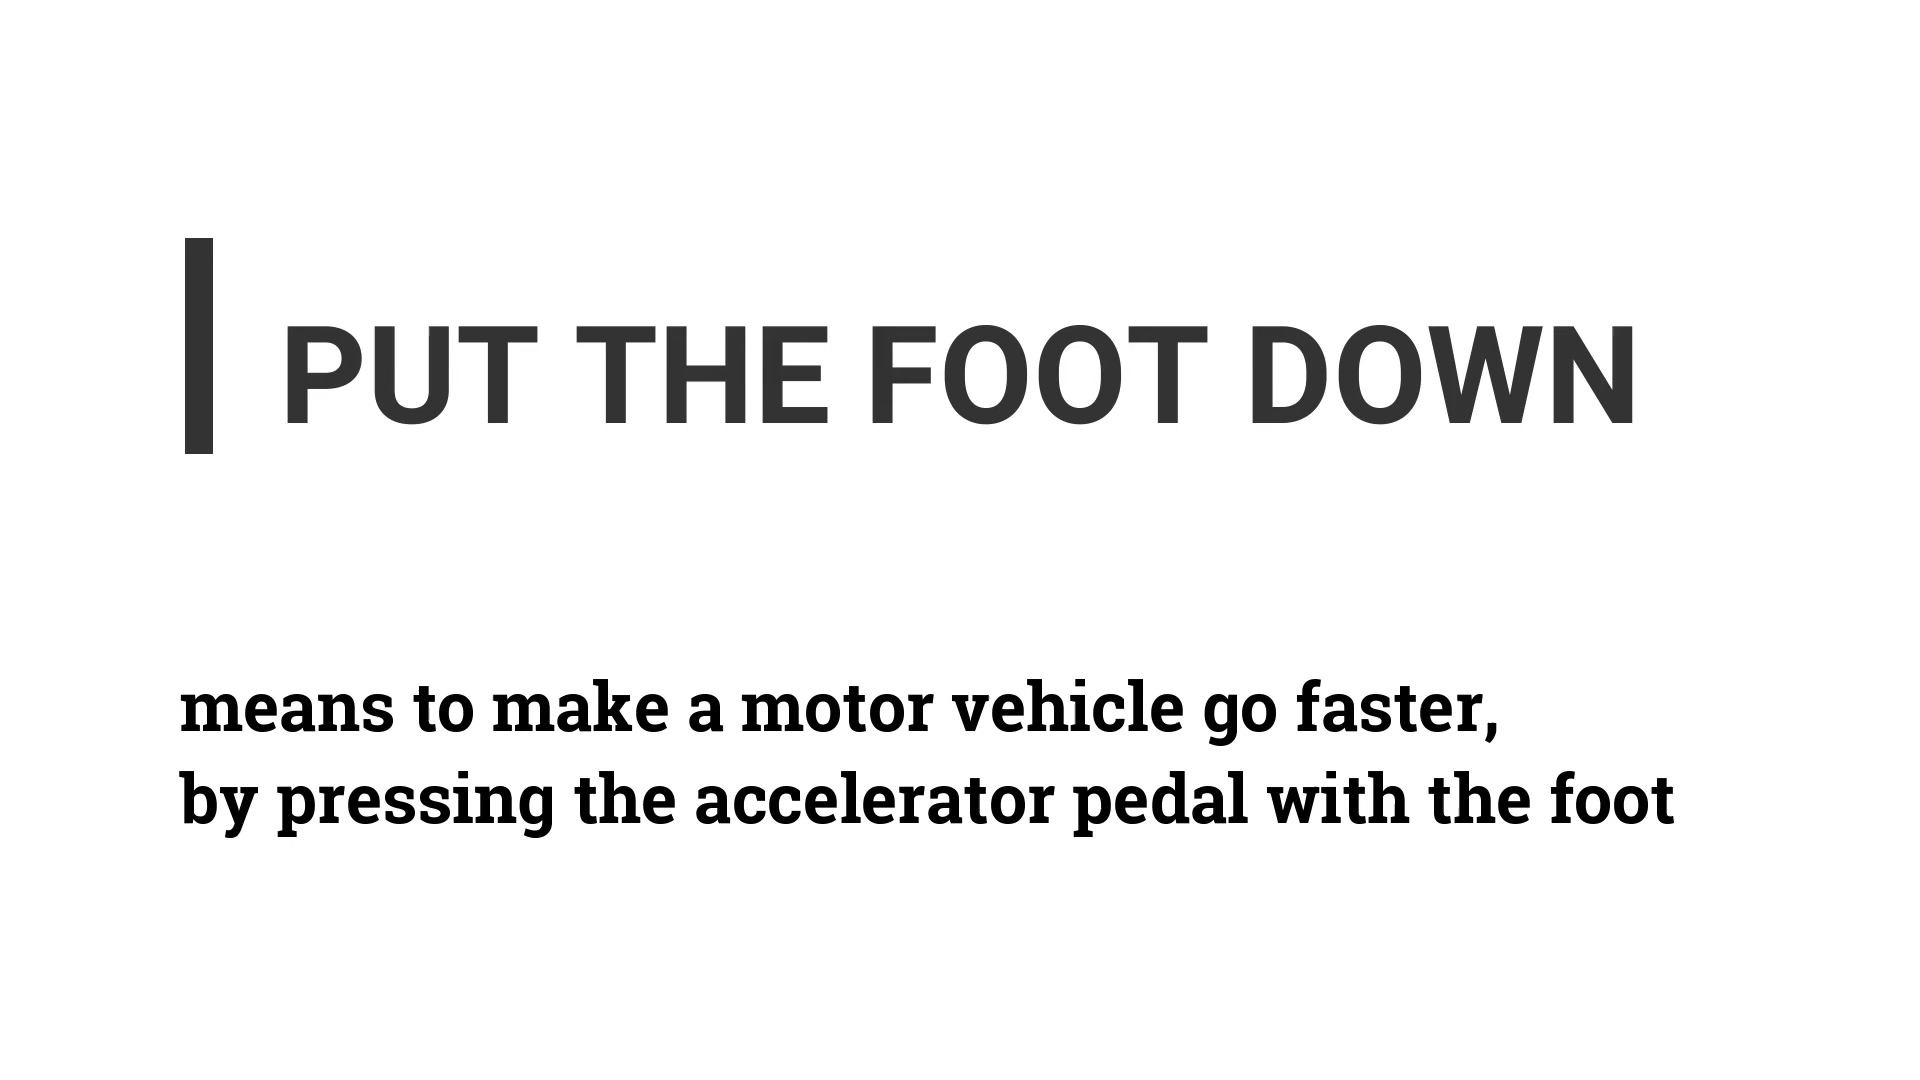 PUT THE FOOT DOWN
means to make a motor vehicle go faster,
by pressing the accelerator pedal with the foot